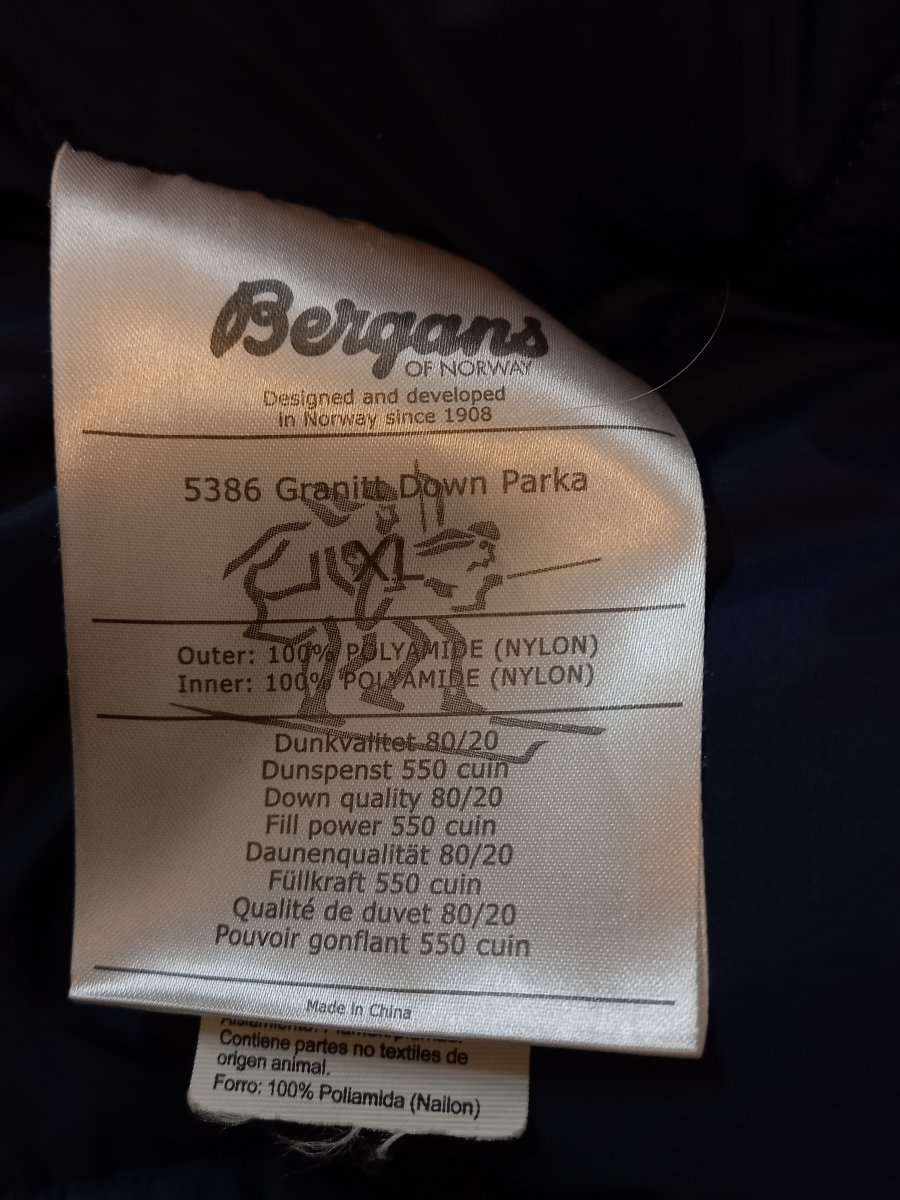 Bergans
OF NORWAY
Designed and developed
in Norway since 1908
5386 Granitt Down Parka
XL
Outer: 100% POLYAMIDE (NYLON)
Inner: 100% POLYAMIDE (NYLON)
Dunkvalitet 80/20
Dunspenst 550 cuin
Down quality 80/20
Fill power 550 cuin
Daunenqualität 80/20
Füllkraft 550 cuin
Qualité de duvet 80/20
Pouvoir gonflant 550 cuin
Made in China
Contiene partes no textiles de
origen animal.
Forro: 100% Poliamida (Nailon)